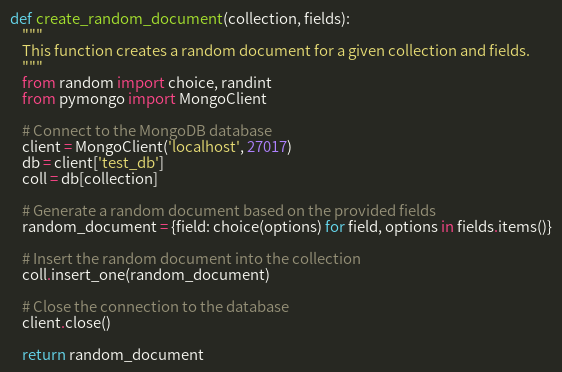 def create_random_document(collection, fields):
    """
    This function creates a random document for a given collection and fields.
    """
    from random import choice, randint
    from pymongo import MongoClient

    # Connect to the MongoDB database
    client = MongoClient('localhost', 27017)
    db = client['test_db']
    coll = db[collection]

    # Generate a random document based on the provided fields
    random_document = {field: choice(options) for field, options in fields.items()}

    # Insert the random document into the collection
    coll.insert_one(random_document)

    # Close the connection to the database
    client.close()

    return random_document